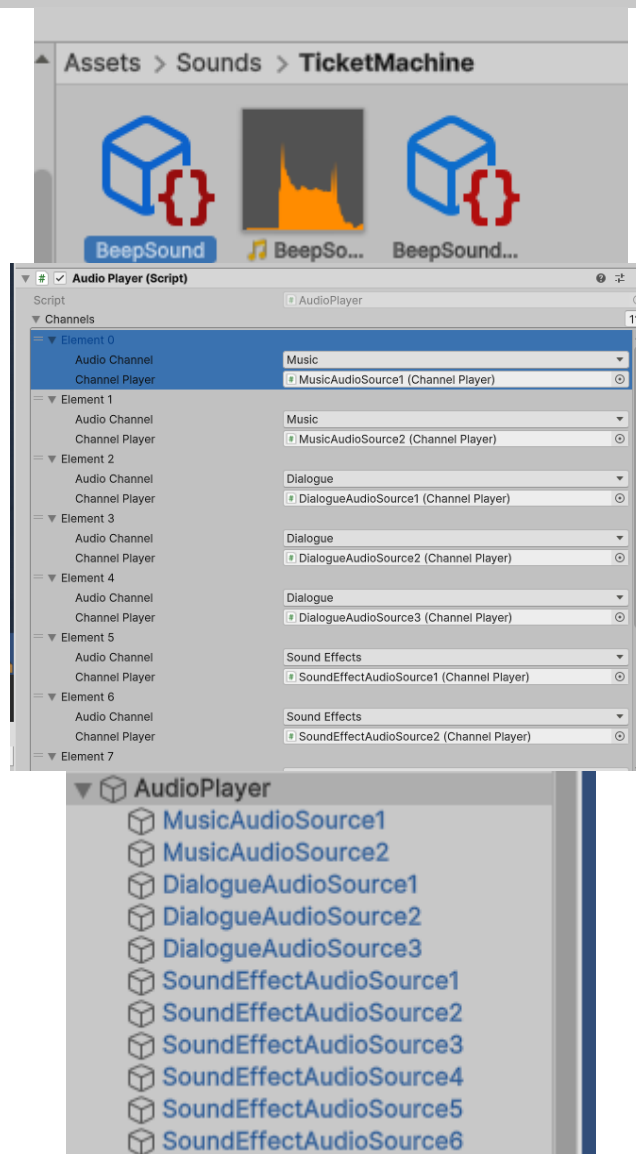 Assets > Sounds > TicketMachine
BeepSound BeepSo... BeepSound...
# Audio Player (Script)
Script # AudioPlayer
Channels 11
Element 0
Audio Channel Music
Channel Player # MusicAudioSource1 (Channel Player)
Element 1
Audio Channel Music
Channel Player # MusicAudioSource2 (Channel Player)
Element 2
Audio Channel Dialogue
Channel Player # DialogueAudioSource1 (Channel Player)
Element 3
Audio Channel Dialogue
Channel Player # DialogueAudioSource2 (Channel Player)
Element 4
Audio Channel Dialogue
Channel Player # DialogueAudioSource3 (Channel Player)
Element 5
Audio Channel Sound Effects
Channel Player # SoundEffectAudioSource1 (Channel Player)
Element 6
Audio Channel Sound Effects
Channel Player # SoundEffectAudioSource2 (Channel Player)
Element 7
AudioPlayer
MusicAudioSource1
MusicAudioSource2
DialogueAudioSource1
DialogueAudioSource2
DialogueAudioSource3
SoundEffectAudioSource1
SoundEffectAudioSource2
SoundEffectAudioSource3
SoundEffectAudioSource4
SoundEffectAudioSource5
SoundEffectAudioSource6